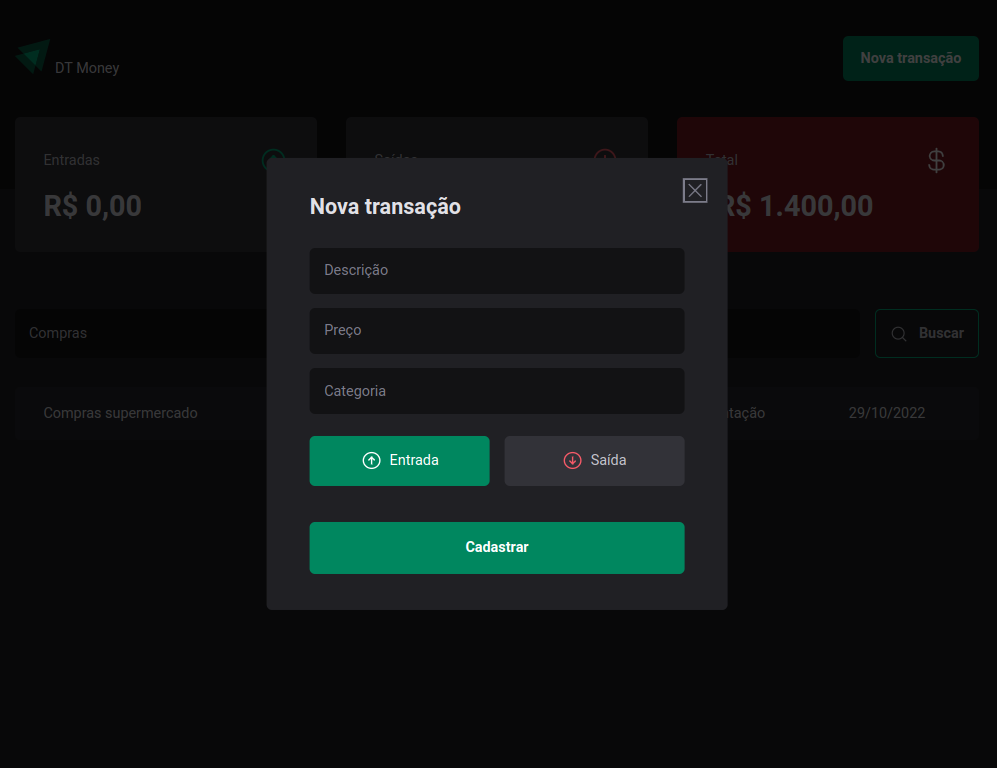 DT Money
Nova transação
Entradas
Saídas
Total
R$ 0,00
R$ 1.400,00
Nova transação
Descrição
Preço
Categoria
Entrada
Saída
Cadastrar
Compras
Buscar
Compras supermercado
29/10/2022